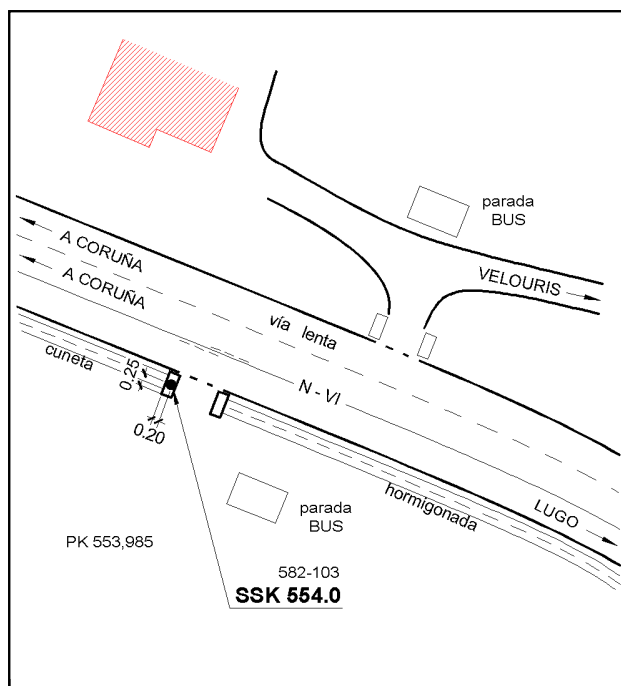 parada
BUS
A CORUÑA
A CORUÑA
VELOURIS
vía lenta
cuneta
0.25
0.20
N - VI
hormigonada
LUGO
parada
BUS
PK 553,985
582-103
SSK 554.0